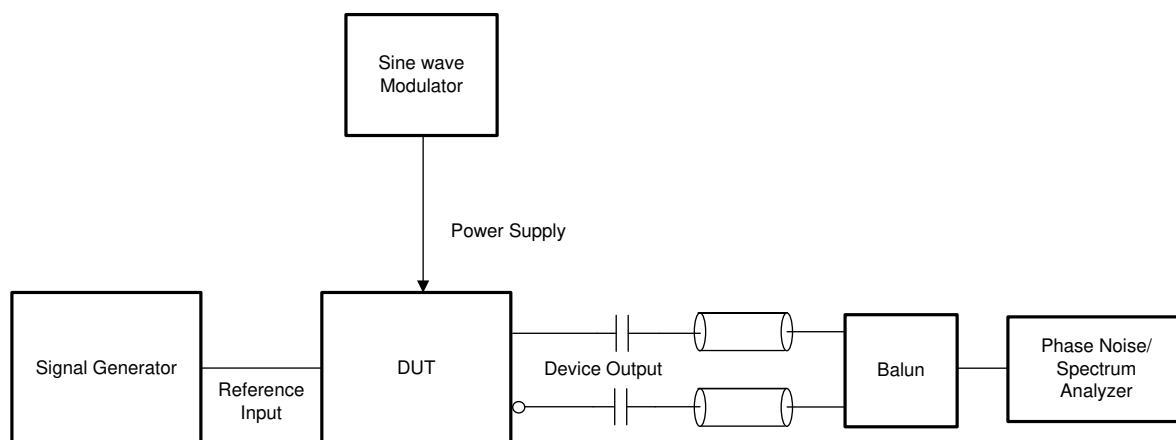 Sine wave
Modulator
Power Supply
Signal Generator
Reference
Input
DUT
Device Output
Balun
Phase Noise/
Spectrum
Analyzer